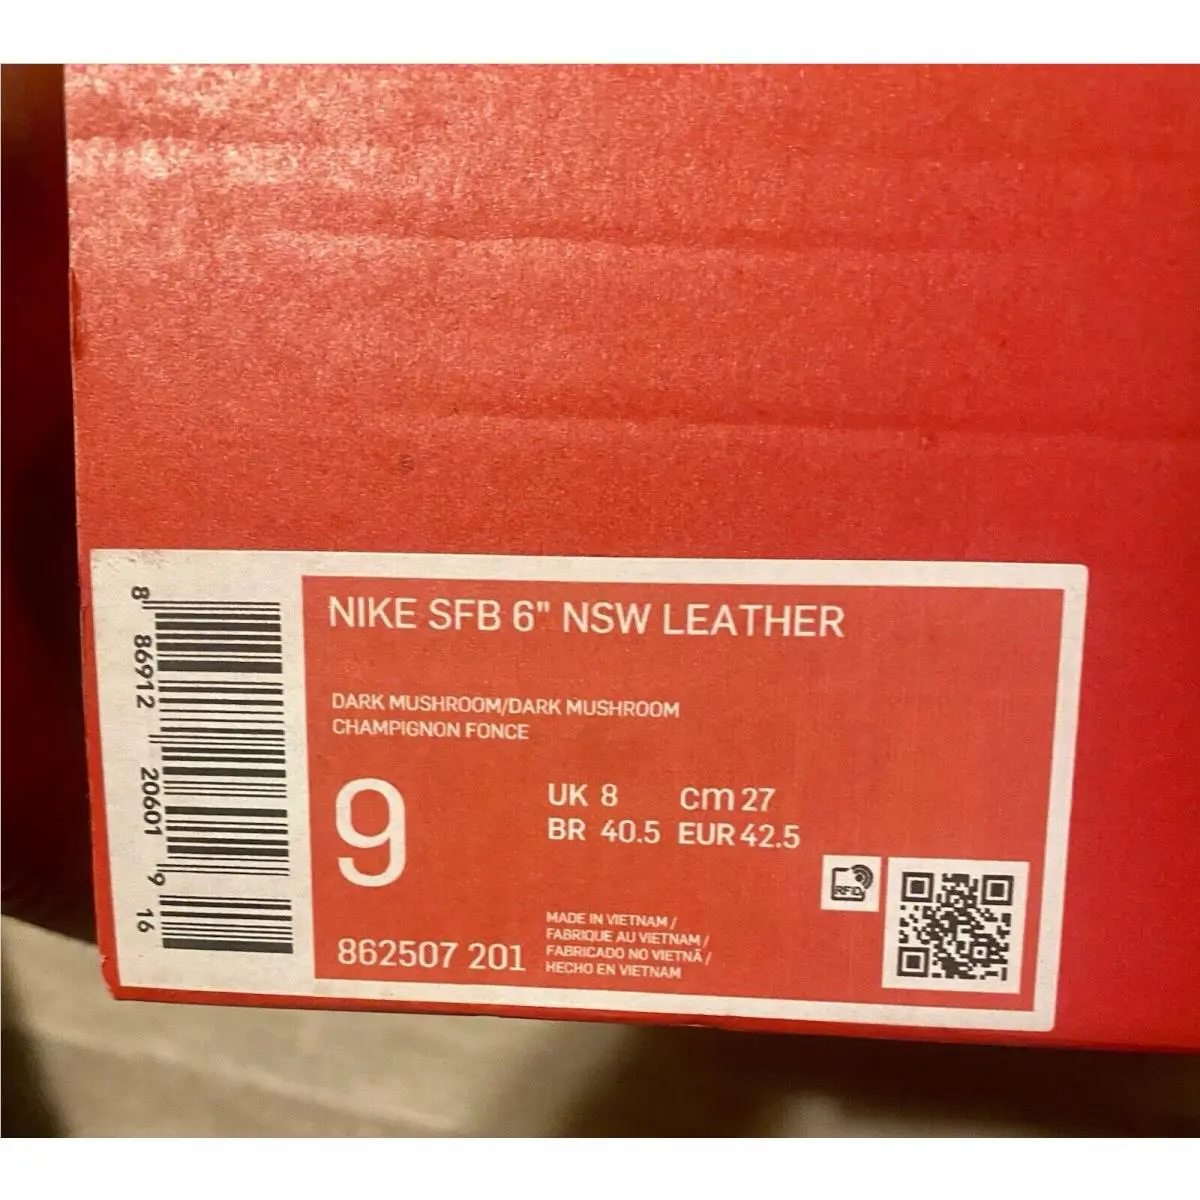 NIKE SFB 6" NSW LEATHER
DARK MUSHROOM/DARK MUSHROOM
CHAMPIGNON FONCE
9
UK 8 cm 27
BR 40.5 EUR 42.5
862507 201
MADE IN VIETNAM /
FABRIQUE AU VIETNAM /
FABRICADO NO VIETNÃ /
HECHO EN VIETNAM
RFID
8 86912 20601 9 16